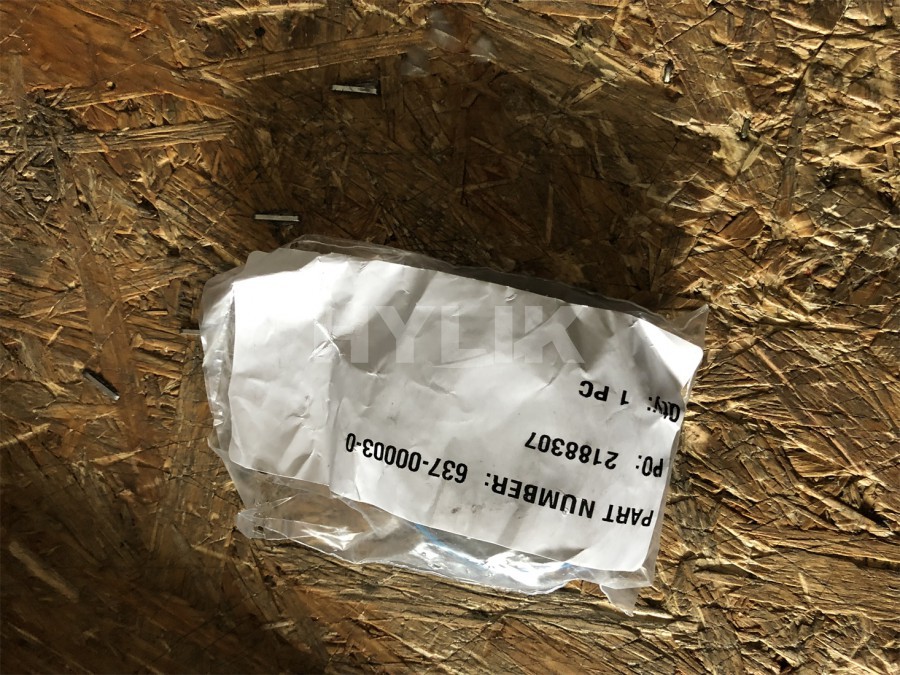 PART NUMBER: 637-00003-0
PO: 2188307
Qty: 1 PC
HYLIK